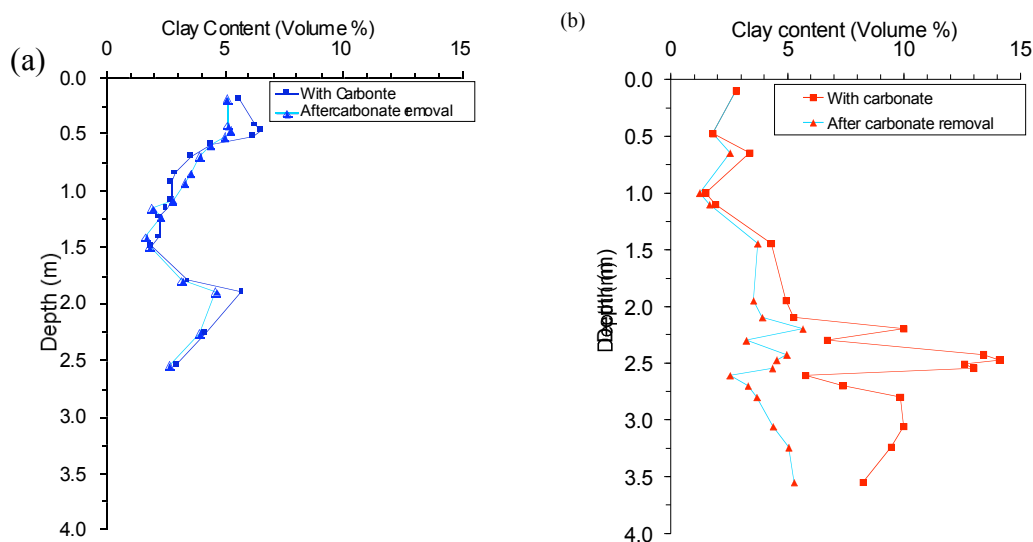 Clay Content (Volume %)
0 5 10 15
(a)
0.0
0.5
1.0
1.5
2.0
2.5
3.0
3.5
4.0
Depth (m)
With Carbonte
Aftercarbonate removal
(b)
Clay content (Volume %)
0 5 10 15
0.0
0.5
1.0
1.5
2.0
2.5
3.0
3.5
4.0
Depth (m)
With carbonate
After carbonate removal